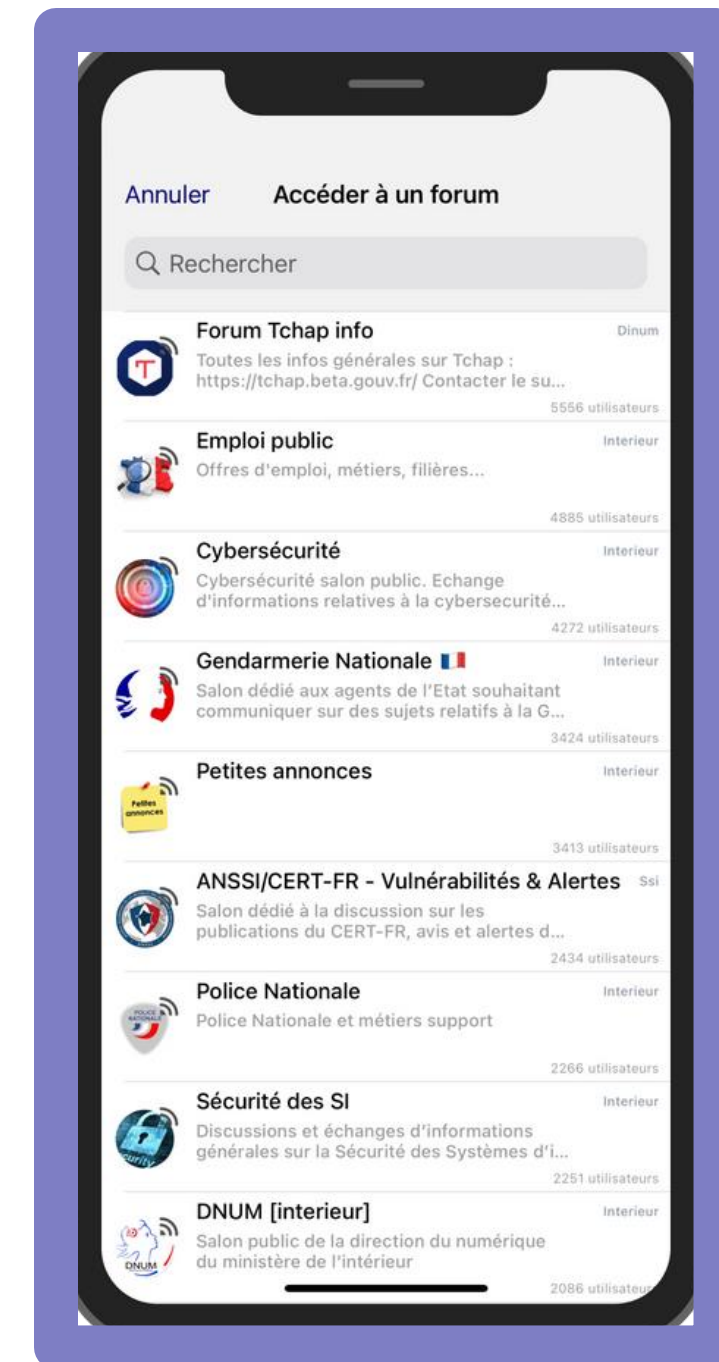 Annuler
Accéder à un forum
Rechercher
Forum Tchap info
Dinum
Toutes les infos générales sur Tchap :
https://tchap.beta.gouv.fr/ Contacter le su...
5556 utilisateurs
Emploi public
Interieur
Offres d'emploi, métiers, filières...
4885 utilisateurs
Cybersécurité
Interieur
Cybersécurité salon public. Echange
d'informations relatives à la cybersecurité...
4272 utilisateurs
Gendarmerie Nationale 🇫🇷
Interieur
Salon dédié aux agents de l'Etat souhaitant
communiquer sur des sujets relatifs à la G...
3424 utilisateurs
Petites annonces
Interieur
Petites
annonces
3413 utilisateurs
ANSSI/CERT-FR - Vulnérabilités & Alertes
Ssi
Salon dédié à la discussion sur les
publications du CERT-FR, avis et alertes d...
2434 utilisateurs
Police Nationale
Interieur
POLICE
NATIONALE
Police Nationale et métiers support
2266 utilisateurs
Sécurité des SI
Interieur
Discussions et échanges d'informations
générales sur la Sécurité des Systèmes d'i...
curity
2251 utilisateurs
DNUM [interieur]
Interieur
Salon public de la direction du numérique
du ministère de l'intérieur
DNUM
2086 utilisateurs